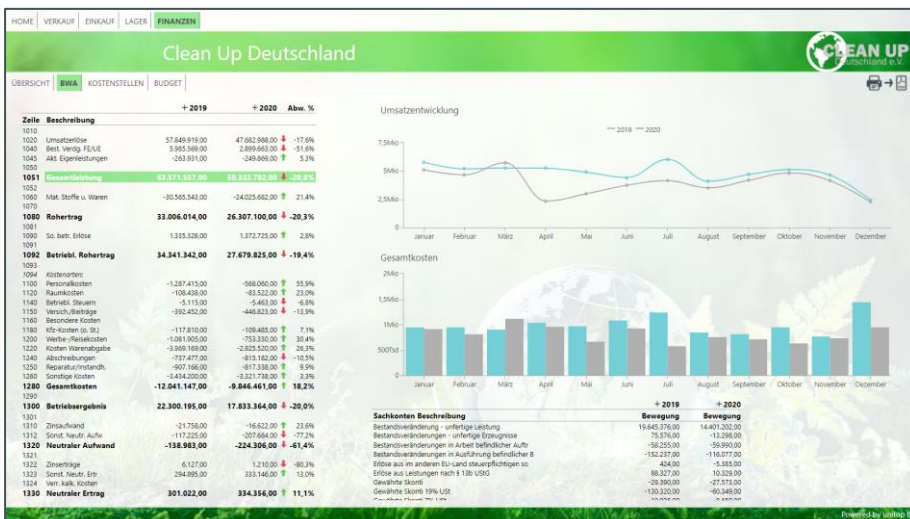 HOME VERKAUF EINKAUF LAGER FINANZEN
Clean Up Deutschland
CLEAN UP
Deutschland e.V.
ÜBERSICHT BWA KOSTENSTELLEN BUDGET
+ 2019 + 2020 Abw. %
Zeile Beschreibung
1010
1020 Umsatzerlöse 57.849.919,00 47.682.988,00 -17,6%
1040 Best. Verdg. FE/UE 5.985.569,00 2.899.663,00 -51,6%
1045 Akt. Eigenleistungen -263.931,00 -249.869,00 5,3%
1050
1051 Gesamtleistung 63.571.557,00 50.332.782,00 -20,8%
1052
1060 Mat. Stoffe u. Waren -30.565.543,00 -24.025.682,00 21,4%
1070
1080 Rohertrag 33.006.014,00 26.307.100,00 -20,3%
1081
1090 So. betr. Erlöse 1.335.328,00 1.372.725,00 2,8%
1091
1092 Betriebl. Rohertrag 34.341.342,00 27.679.825,00 -19,4%
1093
1094 Kostenarten:
1100 Personalkosten -1.287.415,00 -568.060,00 55,9%
1120 Raumkosten -108.438,00 -83.522,00 23,0%
1140 Betriebl. Steuern -5.115,00 -5.463,00 -6,8%
1150 Versich./Beiträge -392.452,00 -446.823,00 -13,9%
1160 Besondere Kosten
1180 Kfz-Kosten (o. St.) -117.810,00 -109.485,00 7,1%
1200 Werbe-/Reisekosten -1.081.905,00 -753.330,00 30,4%
1220 Kosten Warenabgabe -3.969.169,00 -2.925.520,00 26,3%
1240 Abschreibungen -737.477,00 -815.182,00 -10,5%
1250 Reparatur/Instandh. -907.166,00 -817.338,00 9,9%
1260 Sonstige Kosten -3.434.200,00 -3.321.738,00 3,3%
1280 Gesamtkosten -12.041.147,00 -9.846.461,00 18,2%
1290
1300 Betriebsergebnis 22.300.195,00 17.833.364,00 -20,0%
1301
1310 Zinsaufwand -21.758,00 -16.622,00 23,6%
1312 Sonst. Neutr. Aufw -117.225,00 -207.684,00 -77,2%
1320 Neutraler Aufwand -138.983,00 -224.306,00 -61,4%
1321
1322 Zinserträge 6.127,00 1.210,00 -80,3%
1323 Sonst. Neutr. Ertr 294.895,00 333.146,00 13,0%
1324 Verr. kalk. Kosten
1330 Neutraler Ertrag 301.022,00 334.356,00 11,1%
Umsatzentwicklung
2019 2020
7,5Mio
5Mio
2,5Mio
0
Januar Februar März April Mai Juni Juli August September Oktober November Dezember
Gesamtkosten
2Mio
1,5Mio
1Mio
500Tsd
0
Januar Februar März April Mai Juni Juli August September Oktober November Dezember
+ 2019 + 2020
Sachkonten Beschreibung Bewegung Bewegung
Bestandsveränderung - unfertige Leistung 19.645.376,00 14.401.202,00
Bestandsveränderungen - unfertige Erzeugnisse 75.576,00 -13.298,00
Bestandsveränderungen in Arbeit befindlicher Auftr -58.255,00 -59.990,00
Bestandsveränderungen in Ausführung befindlicher B -152.237,00 -116.077,00
Erlöse aus im anderen EU-Land steuerpflichtigen so 424,00 -5.383,00
Erlöse aus Leistungen nach § 13b UStG 88.327,00 10.329,00
Gewährte Skonti -29.390,00 -27.573,00
Gewährte Skonti 19% USt -130.320,00 -60.349,00
Gewährte Skonti 7% USt
Powered by unitop